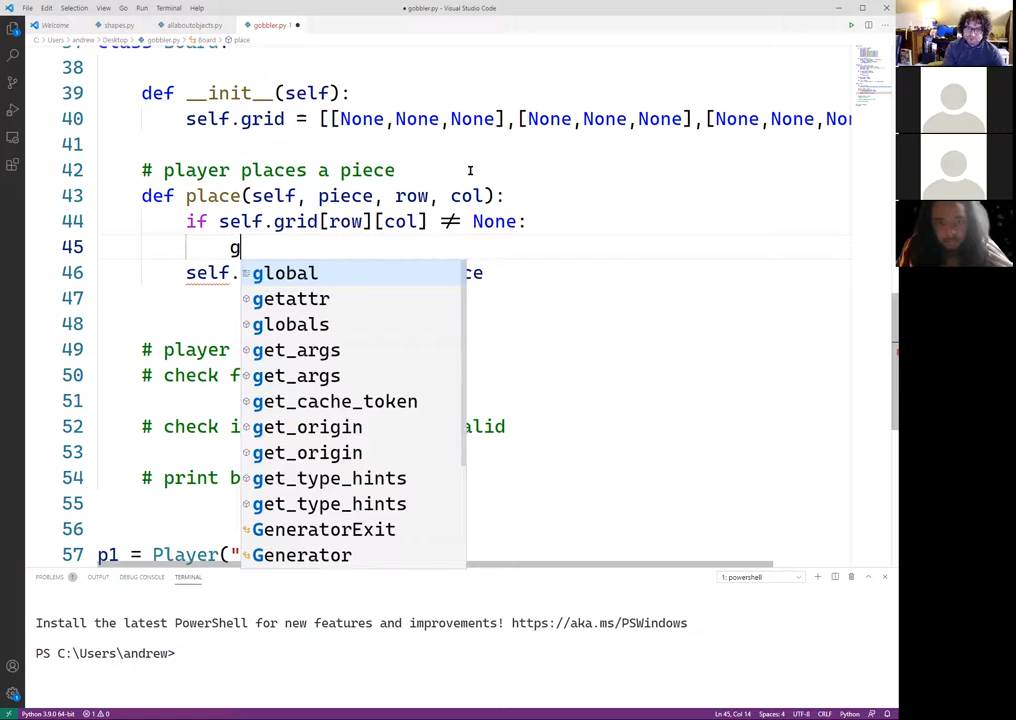 File Edit Selection View Go Run Terminal Help
gobbler.py - Visual Studio Code
Welcome shapes.py allaboutobjects.py gobbler.py 1
C: > Users > andrew > Desktop > gobbler.py > Board > place
38
39 def __init__(self):
40 self.grid = [[None,None,None],[None,None,None],[None,None,Non
41
42 # player places a piece
43 def place(self, piece, row, col):
44 if self.grid[row][col] ≠ None:
45 g
46 self. ce
global
getattr
globals
get_args
get_args
get_cache_token
get_origin
get_origin
get_type_hints
get_type_hints
GeneratorExit
Generator
47
48
49 # player
50 # check f
51
52 # check i alid
53
54 # print b
55
56
57 p1 = Player("
PROBLEMS 1 OUTPUT DEBUG CONSOLE TERMINAL
1: powershell
Install the latest PowerShell for new features and improvements! https://aka.ms/PSWindows
PS C:\Users\andrew>
Python 3.9.0 64-bit 1 0
Ln 45, Col 14 Spaces: 4 UTF-8 CRLF Python